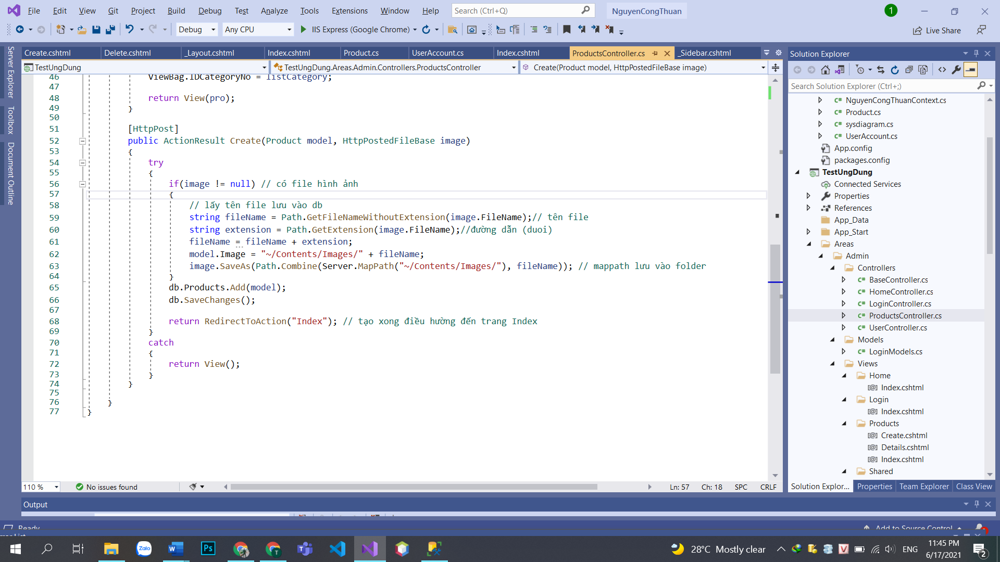 File Edit View Git Project Build Debug Test Analyze Tools Extensions Window Help Search (Ctrl+Q) NguyenCongThuan 1
Debug Any CPU IIS Express (Google Chrome) Live Share
Server Explorer
Toolbox
Document Outline
Create.cshtml Delete.cshtml _Layout.cshtml Index.cshtml Product.cs UserAccount.cs Index.cshtml ProductsController.cs _Sidebar.cshtml
TestUngDung TestUngDung.Areas.Admin.Controllers.ProductsController Create(Product model, HttpPostedFileBase image)
46 ViewBag.IDCategoryNo = listCategory;
47
48 return View(pro);
49 }
50
51 [HttpPost]
52 public ActionResult Create(Product model, HttpPostedFileBase image)
53 {
54 try
55 {
56 if(image != null) // có file hình ảnh
57 {
58 // lấy tên file lưu vào db
59 string fileName = Path.GetFileNameWithoutExtension(image.FileName);// tên file
60 string extension = Path.GetExtension(image.FileName);//đường dẫn (duoi)
61 fileName = fileName + extension;
62 model.Image = "~/Contents/Images/" + fileName;
63 image.SaveAs(Path.Combine(Server.MapPath("~/Contents/Images/"), fileName)); // mappath lưu vào folder
64 }
65 db.Products.Add(model);
66 db.SaveChanges();
67
68 return RedirectToAction("Index"); // tạo xong điều hường đến trang Index
69 }
70 catch
71 {
72 return View();
73 }
74 }
75
76 }
77 }
110 % No issues found Ln: 57 Ch: 18 SPC CRLF
Output
Ready Add to Source Control
Solution Explorer
Search Solution Explorer (Ctrl+;)
C# NguyenCongThuanContext.cs
C# Product.cs
C# sysdiagram.cs
C# UserAccount.cs
App.config
packages.config
TestUngDung
Connected Services
Properties
References
App_Data
App_Start
Areas
Admin
Controllers
C# BaseController.cs
C# HomeController.cs
C# LoginController.cs
C# ProductsController.cs
C# UserController.cs
Models
C# LoginModels.cs
Views
Home
[@] Index.cshtml
Login
[@] Index.cshtml
Products
[@] Create.cshtml
[@] Details.cshtml
[@] Index.cshtml
Shared
Solution Explor... Properties Team Explorer Class View
Zalo W Ps T 28°C Mostly clear V ENG 11:45 PM
6/17/2021 2